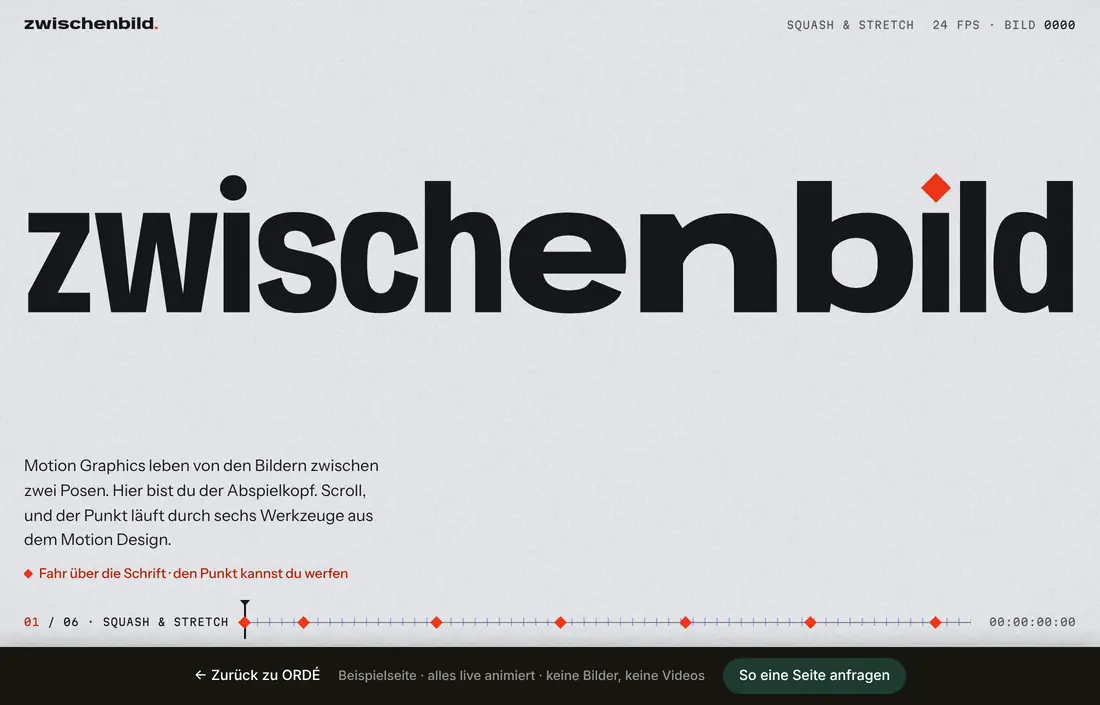 zwischenbild.
SQUASH & STRETCH 24 FPS · BILD 0000
zwischenbild
Motion Graphics leben von den Bildern zwischen
zwei Posen. Hier bist du der Abspielkopf. Scroll,
und der Punkt läuft durch sechs Werkzeuge aus
dem Motion Design.
Fahr über die Schrift · den Punkt kannst du werfen
01 / 06 · SQUASH & STRETCH
00:00:00:00
← Zurück zu ORDÉ
Beispielseite · alles live animiert · keine Bilder, keine Videos
So eine Seite anfragen